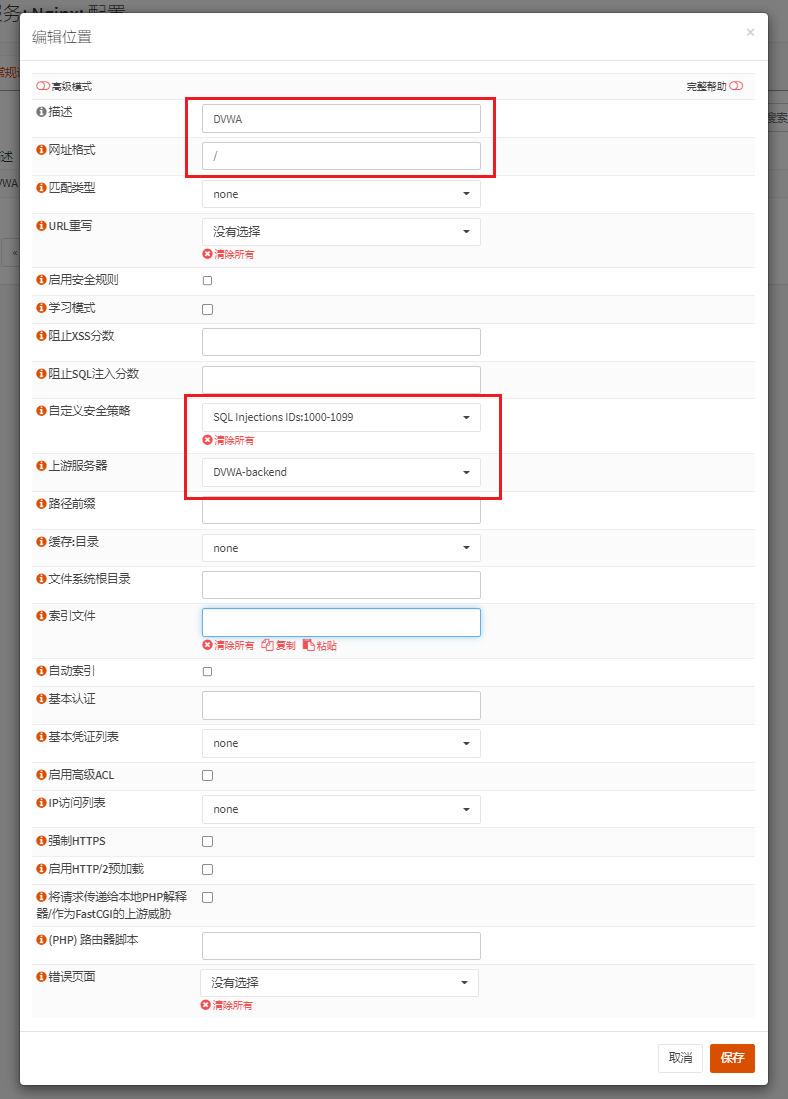 服务: Nginx: 配置
编辑位置
×
高级模式
完整帮助
描述
DVWA
网址格式
/
匹配类型
none
URL重写
没有选择
清除所有
启用安全规则
学习模式
阻止XSS分数
阻止SQL注入分数
自定义安全策略
SQL Injections IDs:1000-1099
清除所有
上游服务器
DVWA-backend
路径前缀
缓存:目录
none
文件系统根目录
索引文件
清除所有 复制 粘贴
自动索引
基本认证
基本凭证列表
none
启用高级ACL
IP访问列表
none
强制HTTPS
启用HTTP/2预加载
将请求传递给本地PHP解释
器/作为FastCGI的上游威胁
(PHP) 路由器脚本
错误页面
没有选择
清除所有
取消
保存
常规
搜索
述
VWA
«